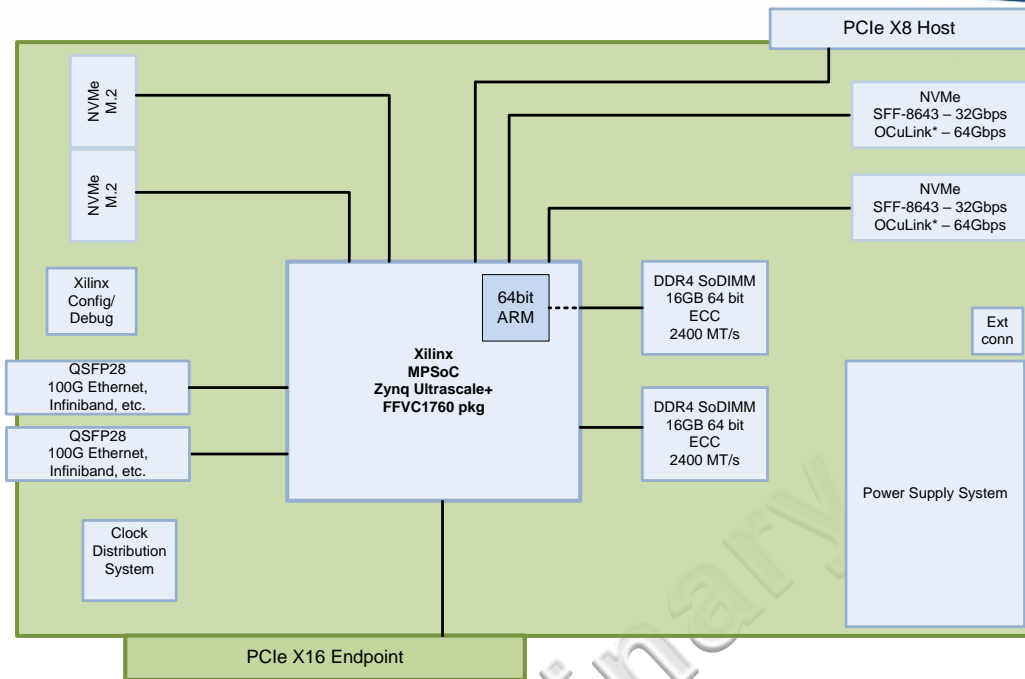 PCIe X8 Host
NVMe
M.2
NVMe
SFF-8643 – 32Gbps
OCuLink* – 64Gbps
NVMe
M.2
NVMe
SFF-8643 – 32Gbps
OCuLink* – 64Gbps
Xilinx
Config/
Debug
64bit
ARM
DDR4 SoDIMM
16GB 64 bit
ECC
2400 MT/s
Ext
conn
Xilinx
MPSoC
Zynq Ultrascale+
FFVC1760 pkg
QSFP28
100G Ethernet,
Infiniband, etc.
DDR4 SoDIMM
16GB 64 bit
ECC
2400 MT/s
QSFP28
100G Ethernet,
Infiniband, etc.
Power Supply System
Clock
Distribution
System
PCIe X16 Endpoint